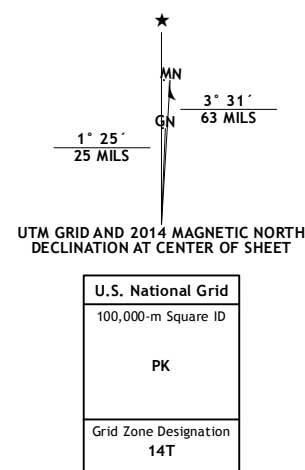 ★
MN
3° 31´
63 MILS
GN
1° 25´
25 MILS
UTM GRID AND 2014 MAGNETIC NORTH
DECLINATION AT CENTER OF SHEET
U.S. National Grid
100,000-m Square ID
PK
Grid Zone Designation
14T